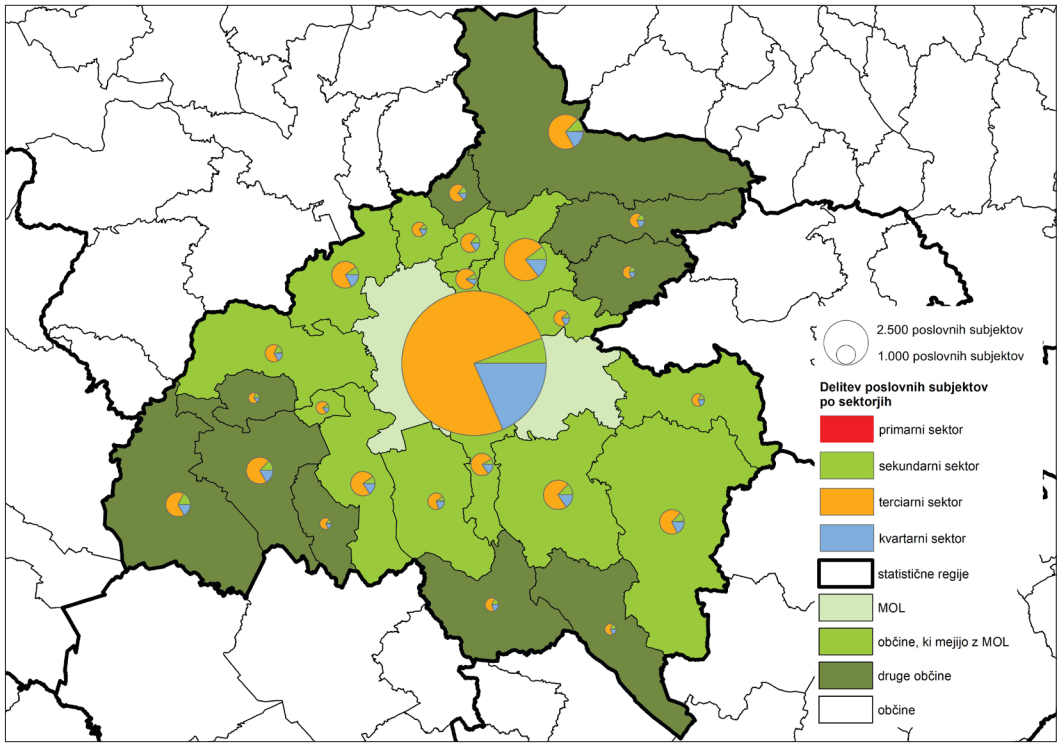 2.500 poslovnih subjektov
1.000 poslovnih subjektov
Delitev poslovnih subjektov
po sektorjih
primarni sektor
sekundarni sektor
terciarni sektor
kvartarni sektor
statistične regije
MOL
občine, ki mejijo z MOL
druge občine
občine